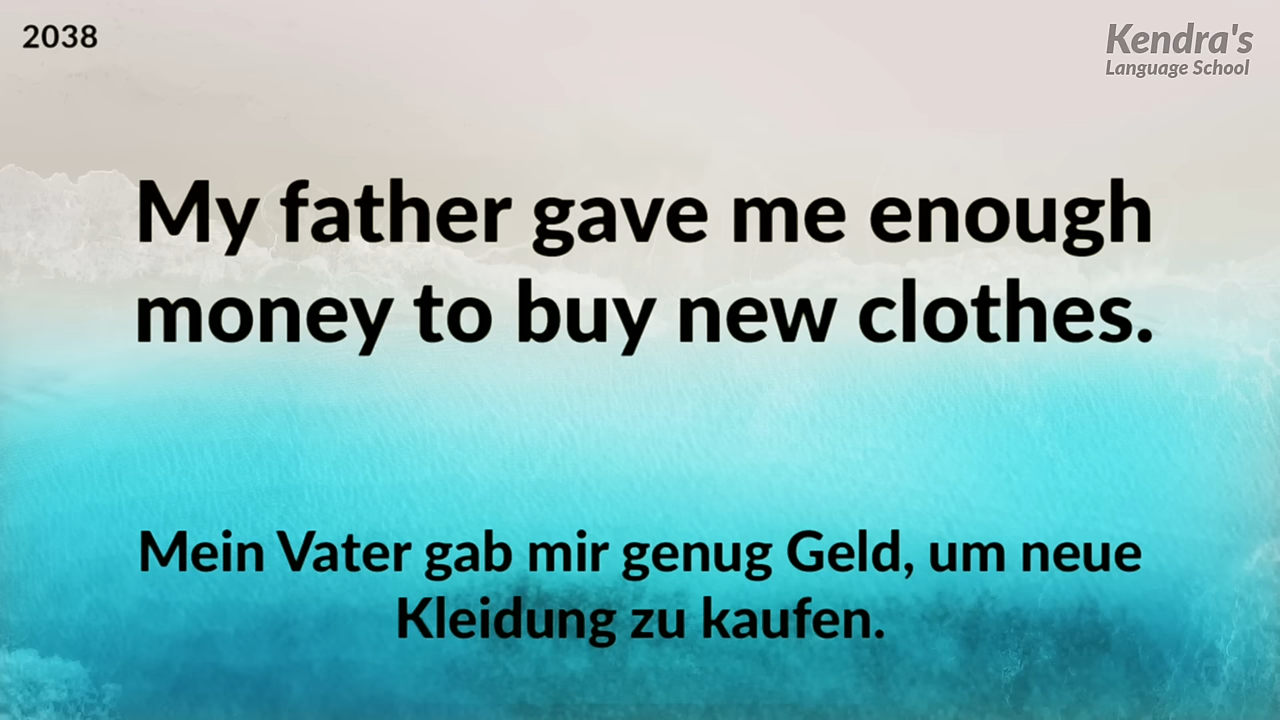 2038
Kendra's
Language School
My father gave me enough
money to buy new clothes.
Mein Vater gab mir genug Geld, um neue
Kleidung zu kaufen.